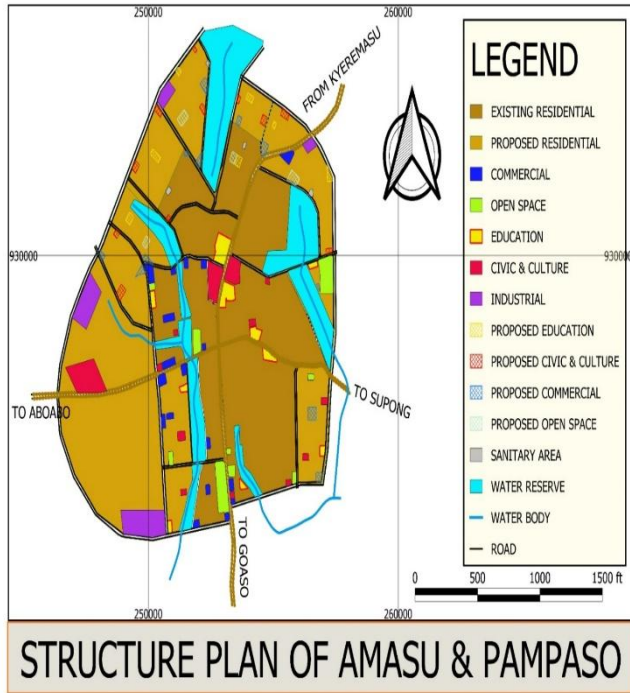 250000
260000
FROM KYEREMASU
LEGEND
EXISTING RESIDENTIAL
PROPOSED RESIDENTIAL
COMMERCIAL
OPEN SPACE
EDUCATION
CIVIC & CULTURE
INDUSTRIAL
PROPOSED EDUCATION
PROPOSED CIVIC & CULTURE
PROPOSED COMMERCIAL
PROPOSED OPEN SPACE
SANITARY AREA
WATER RESERVE
WATER BODY
ROAD
930000
930000
TO ABOABO
TO SUPONG
TO GOASO
0 500 1000 1500 ft
250000
260000
STRUCTURE PLAN OF AMASU & PAMPASO